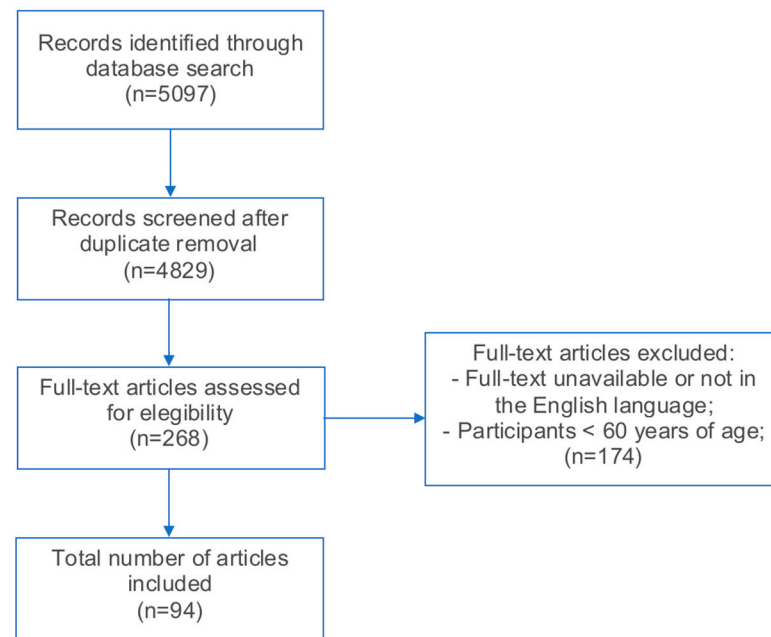 Records identified through
database search
(n=5097)
Records screened after
duplicate removal
(n=4829)
Full-text articles assessed
for elegibility
(n=268)
Full-text articles excluded:
- Full-text unavailable or not in
the English language;
- Participants < 60 years of age;
(n=174)
Total number of articles
included
(n=94)